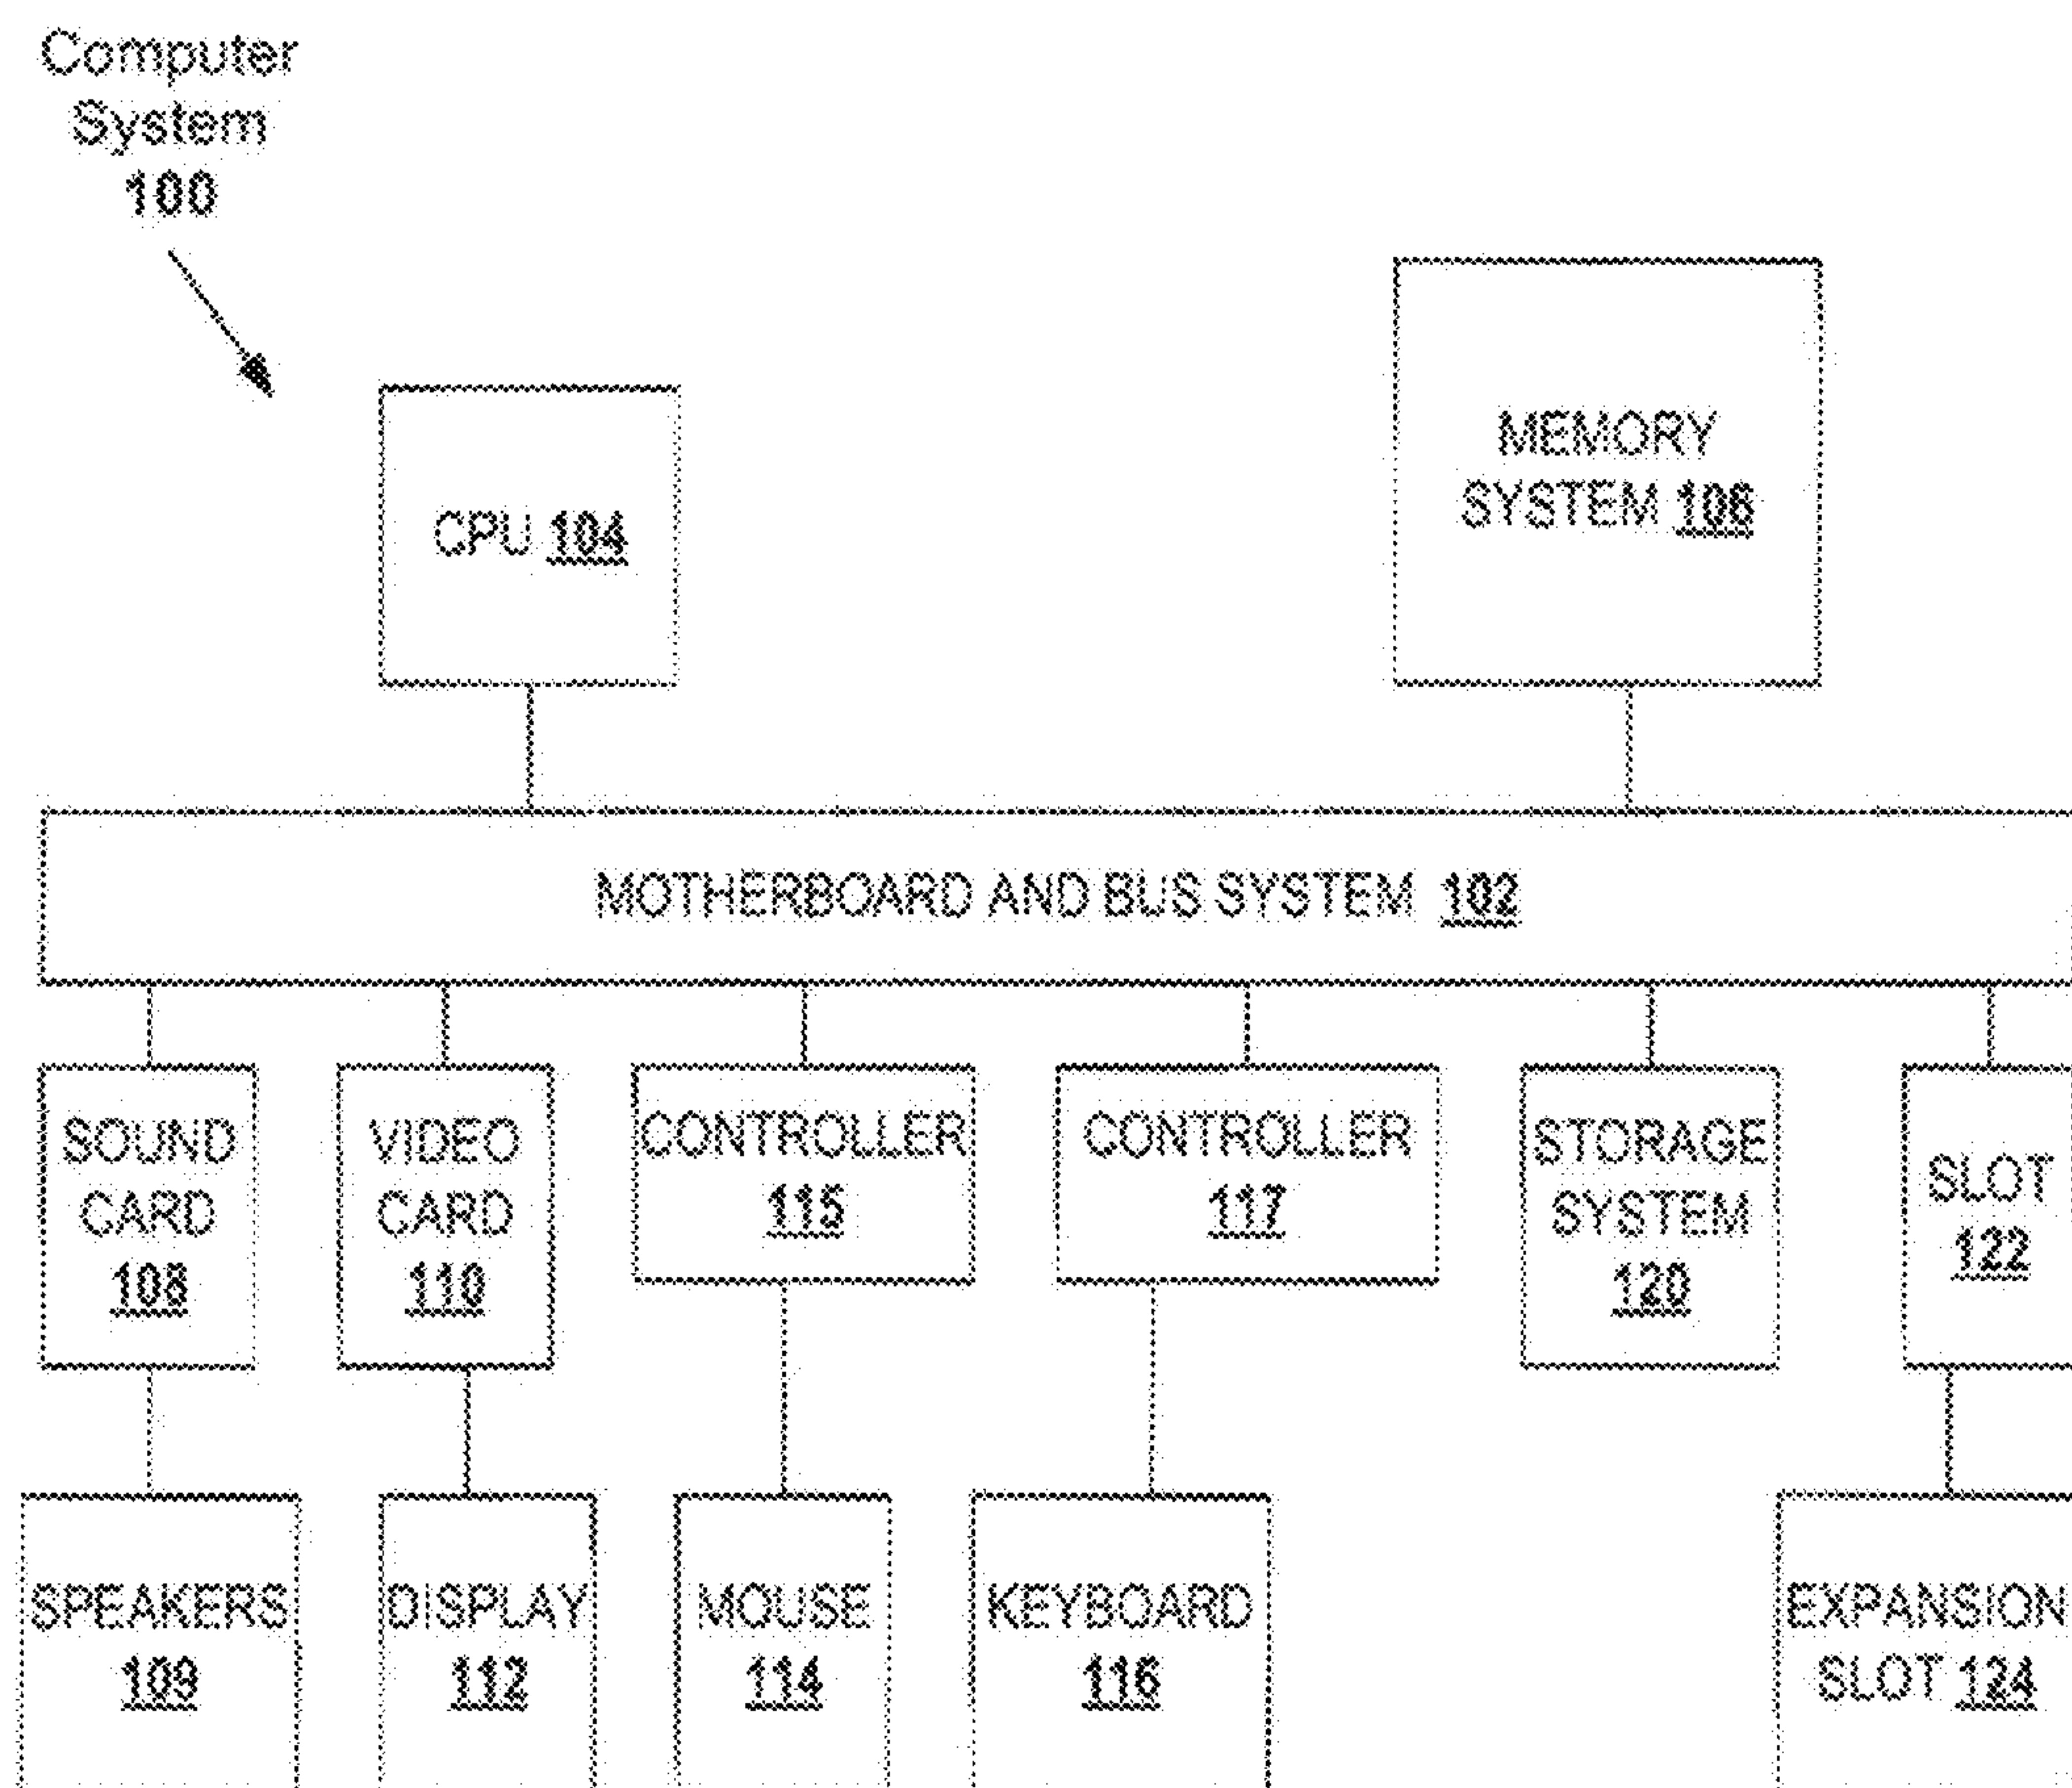 Computer
System
100
CPU 104
MEMORY
SYSTEM 106
MOTHERBOARD AND BUS SYSTEM 102
SOUND
CARD
108
VIDEO
CARD
110
CONTROLLER
115
CONTROLLER
117
STORAGE
SYSTEM
120
SLOT
122
SPEAKERS
109
DISPLAY
112
MOUSE
114
KEYBOARD
116
EXPANSION
SLOT 124